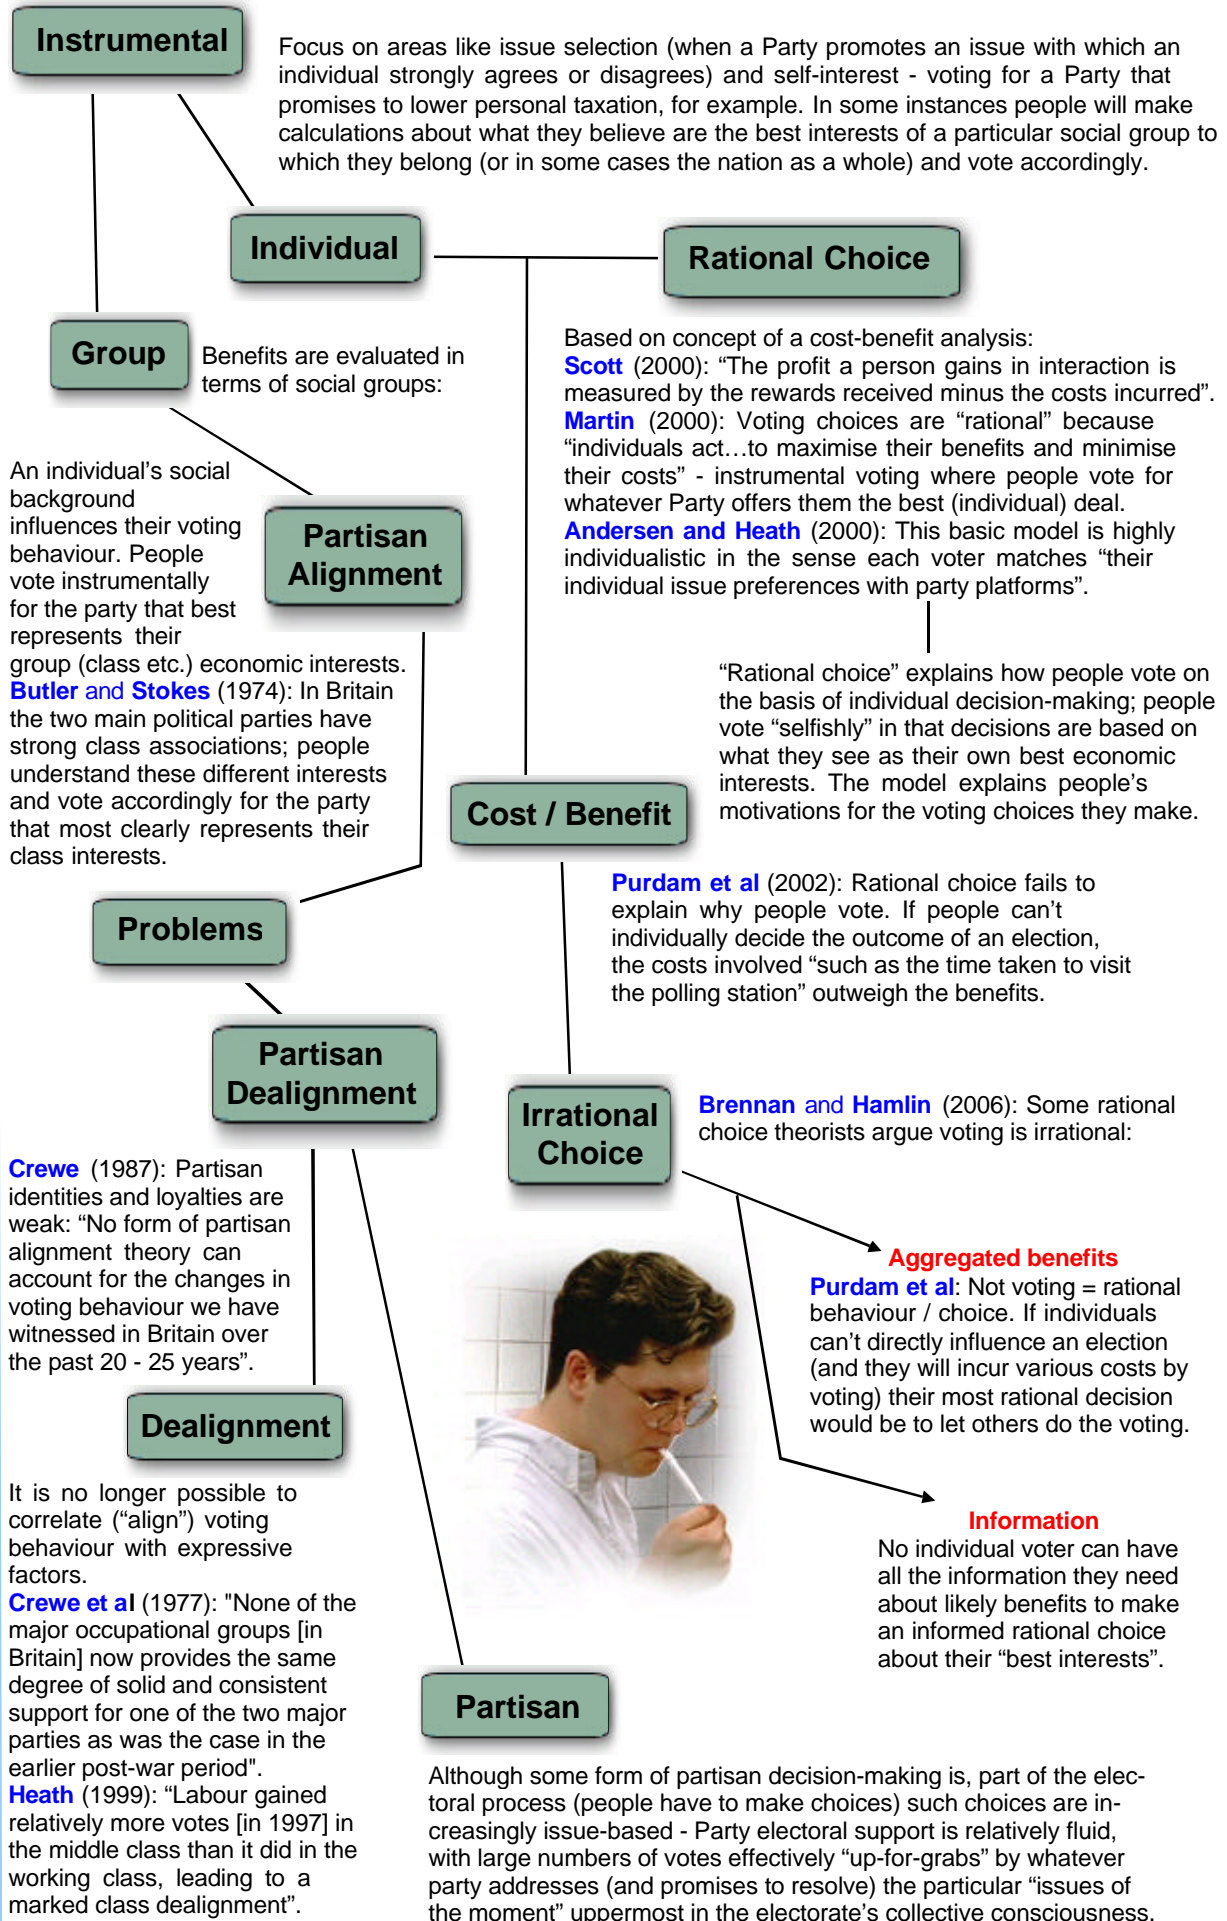 Instrumental
Focus on areas like issue selection (when a Party promotes an issue with which an
individual strongly agrees or disagrees) and self-interest - voting for a Party that
promises to lower personal taxation, for example. In some instances people will make
calculations about what they believe are the best interests of a particular social group to
which they belong (or in some cases the nation as a whole) and vote accordingly.
Individual
Rational Choice
Group
Benefits are evaluated in
terms of social groups:
Based on concept of a cost-benefit analysis:
Scott (2000): “The profit a person gains in interaction is
measured by the rewards received minus the costs incurred”.
Martin (2000): Voting choices are “rational” because
“individuals act…to maximise their benefits and minimise
their costs” - instrumental voting where people vote for
whatever Party offers them the best (individual) deal.
Andersen and Heath (2000): This basic model is highly
individualistic in the sense each voter matches “their
individual issue preferences with party platforms”.
An individual’s social
background
influences their voting
behaviour. People
vote instrumentally
for the party that best
represents their
group (class etc.) economic interests.
Butler and Stokes (1974): In Britain
the two main political parties have
strong class associations; people
understand these different interests
and vote accordingly for the party
that most clearly represents their
class interests.
Partisan
Alignment
“Rational choice” explains how people vote on
the basis of individual decision-making; people
vote “selfishly” in that decisions are based on
what they see as their own best economic
interests. The model explains people’s
motivations for the voting choices they make.
Cost / Benefit
Purdam et al (2002): Rational choice fails to
explain why people vote. If people can’t
individually decide the outcome of an election,
the costs involved “such as the time taken to visit
the polling station” outweigh the benefits.
Problems
Partisan
Dealignment
Irrational
Choice
Brennan and Hamlin (2006): Some rational
choice theorists argue voting is irrational:
Crewe (1987): Partisan
identities and loyalties are
weak: “No form of partisan
alignment theory can
account for the changes in
voting behaviour we have
witnessed in Britain over
the past 20 - 25 years”.
Aggregated benefits
Purdam et al: Not voting = rational
behaviour / choice. If individuals
can’t directly influence an election
(and they will incur various costs by
voting) their most rational decision
would be to let others do the voting.
Dealignment
It is no longer possible to
correlate (“align”) voting
behaviour with expressive
factors.
Crewe et al (1977): "None of the
major occupational groups [in
Britain] now provides the same
degree of solid and consistent
support for one of the two major
parties as was the case in the
earlier post-war period".
Heath (1999): “Labour gained
relatively more votes [in 1997] in
the middle class than it did in the
working class, leading to a
marked class dealignment”.
Information
No individual voter can have
all the information they need
about likely benefits to make
an informed rational choice
about their “best interests”.
Partisan
Although some form of partisan decision-making is, part of the elec-
toral process (people have to make choices) such choices are in-
creasingly issue-based - Party electoral support is relatively fluid,
with large numbers of votes effectively “up-for-grabs” by whatever
party addresses (and promises to resolve) the particular “issues of
the moment” uppermost in the electorate’s collective consciousness.